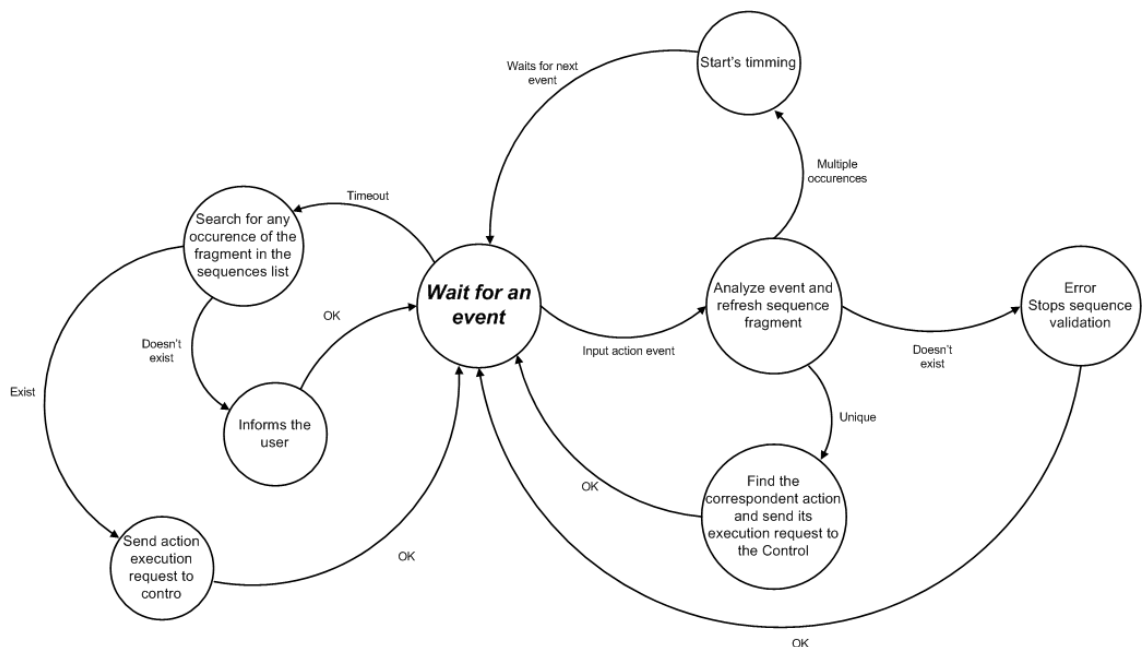 Start's timming
Waits for next
event
Multiple
occurences
Timeout
Search for any
occurence of the
fragment in the
sequences list
Wait for an
event
Analyze event and
refresh sequence
fragment
Error
Stops sequence
validation
OK
Input action event
Doesn't
exist
Doesn't
exist
Exist
Informs the
user
Unique
Find the
correspondent action
and send its
execution request to
the Control
OK
Send action
execution
request to
contro
OK
OK